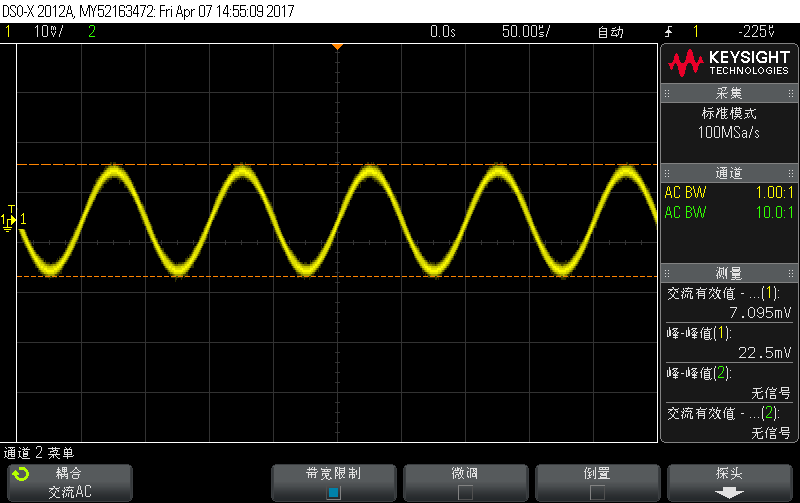 DSO-X 2012A, MY52163472: Fri Apr 07 14:55:09 2017
1 10mV/ 2 0.0s 50.00us/ 自动 1 -225uV
KEYSIGHT
TECHNOLOGIES
采集
标准模式
100MSa/s
通道
AC BW 1.00:1
AC BW 10.0:1
T
1 1
测量
交流有效值 - ...(1):
7.095mV
峰-峰值(1):
22.5mV
峰-峰值(2):
无信号
交流有效值 - ...(2):
无信号
通道 2 菜单
耦合
交流AC
带宽限制
微调
倒置
探头